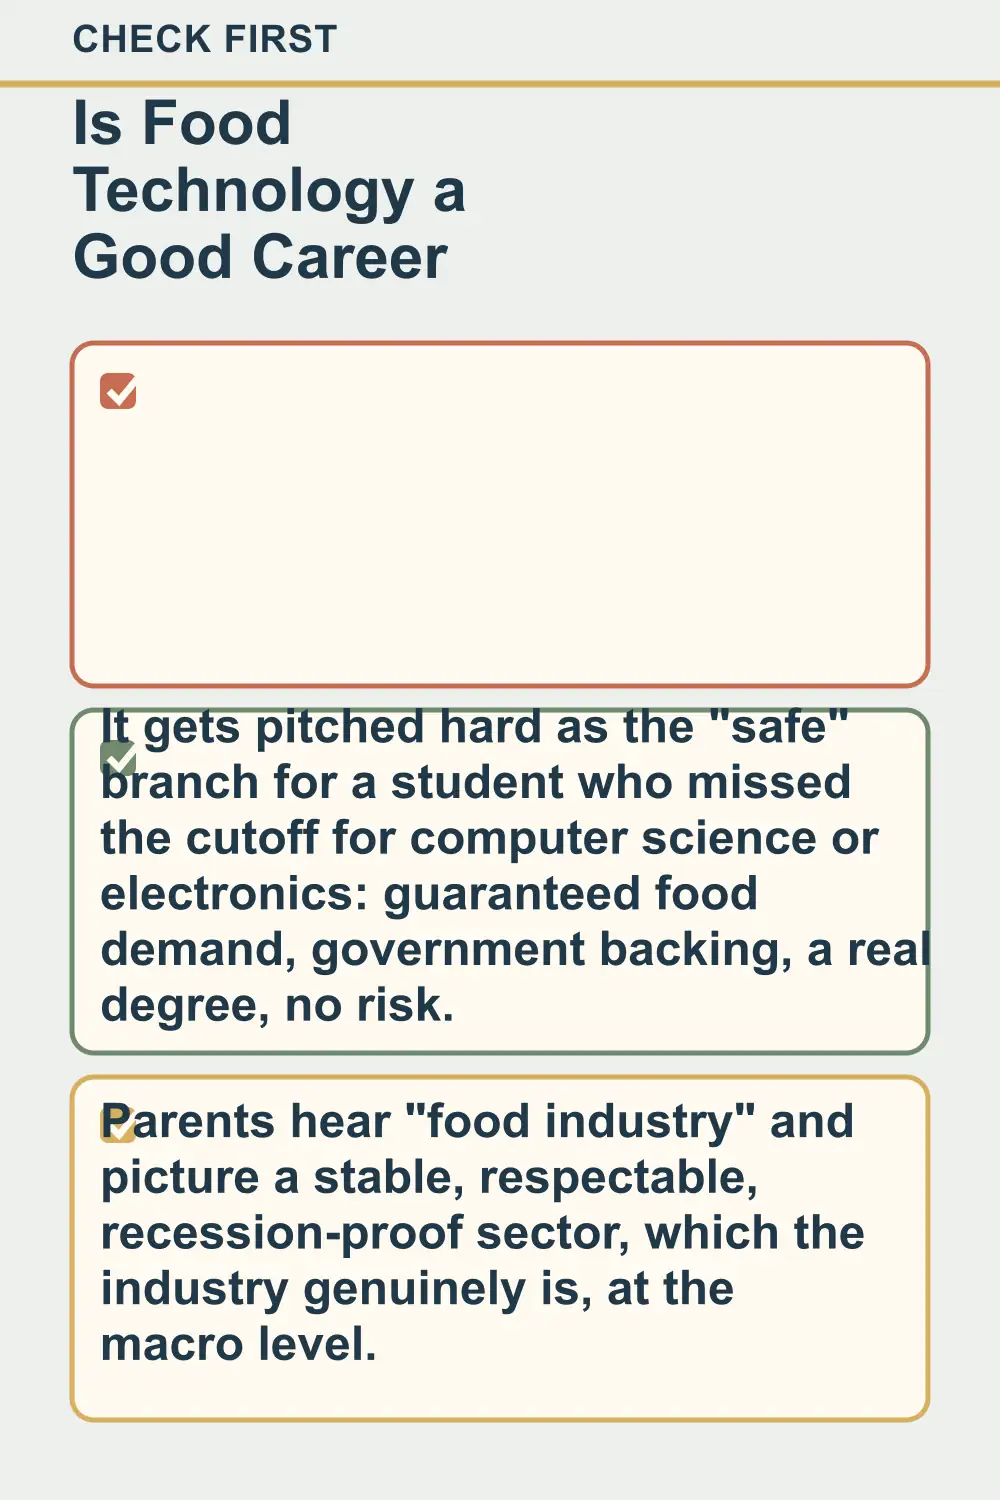 CHECK FIRST
Is Food
Technology a
Good Career
It gets pitched hard as the "safe"
branch for a student who missed
the cutoff for computer science or
electronics: guaranteed food
demand, government backing, a real
degree, no risk.
Parents hear "food industry" and
picture a stable, respectable,
recession-proof sector, which the
industry genuinely is, at the
macro level.